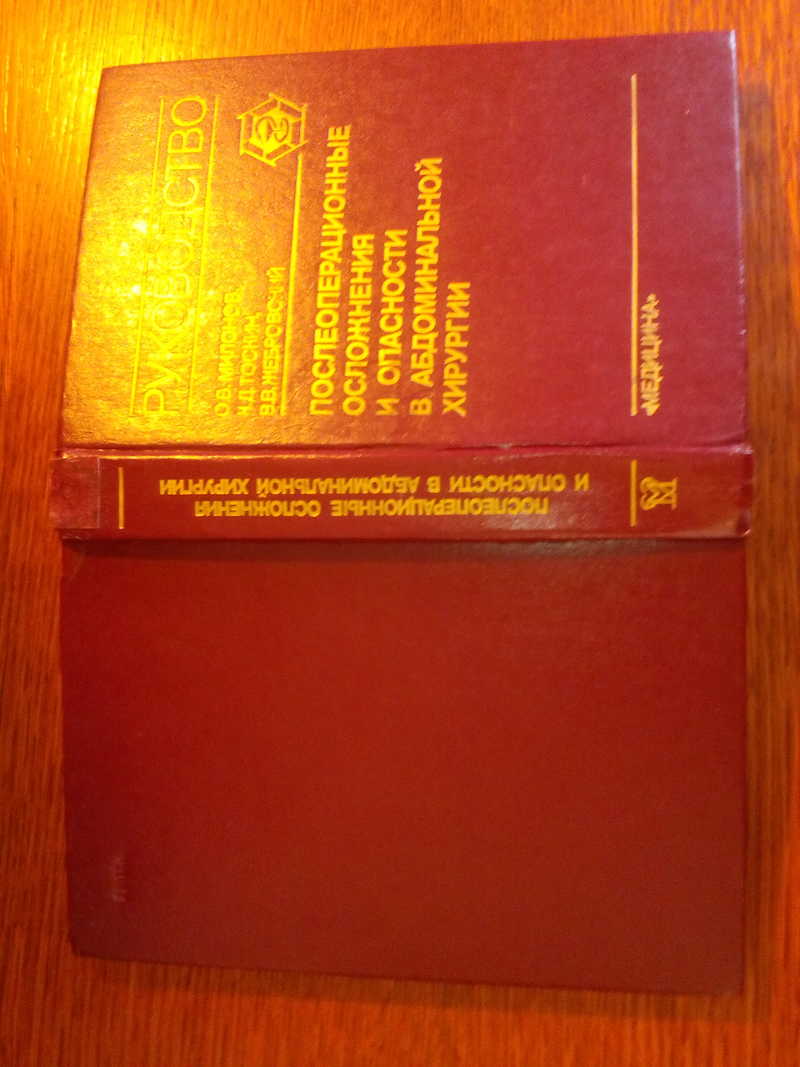 РУКОВОДСТВО
О.Б.МИЛОНОВ,
К.Д.ТОСКИН,
В.В.ЖЕБРОВСКИЙ
ПОСЛЕОПЕРАЦИОННЫЕ
ОСЛОЖНЕНИЯ
И ОПАСНОСТИ
В АБДОМИНАЛЬНОЙ
ХИРУРГИИ
«МЕДИЦИНА»
ПОСЛЕОПЕРАЦИОННЫЕ ОСЛОЖНЕНИЯ
И ОПАСНОСТИ В АБДОМИНАЛЬНОЙ ХИРУРГИИ